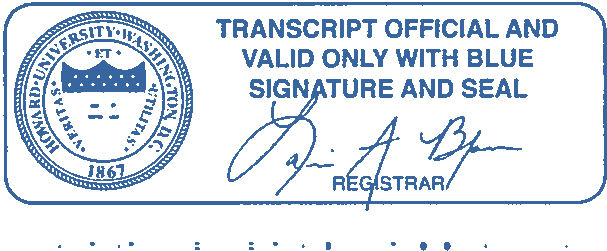 HOWARD·UNIVERSITY·WASHINGTON D.C.
VERITAS ET UTILITAS
1867
TRANSCRIPT OFFICIAL AND
VALID ONLY WITH BLUE
SIGNATURE AND SEAL
REGISTRAR